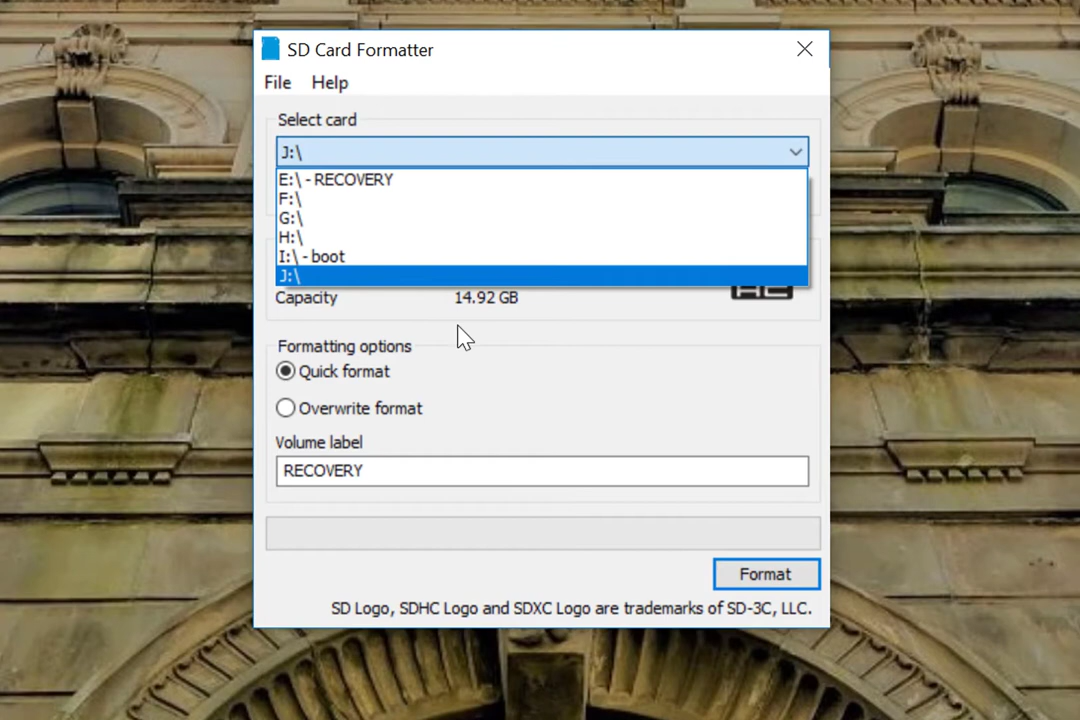 SD Card Formatter
File Help
Select card
J:\
E:\ - RECOVERY
F:\
G:\
H:\
I:\ - boot
J:\
Capacity 14.92 GB
Formatting options
Quick format
Overwrite format
Volume label
RECOVERY
Format
SD Logo, SDHC Logo and SDXC Logo are trademarks of SD-3C, LLC.